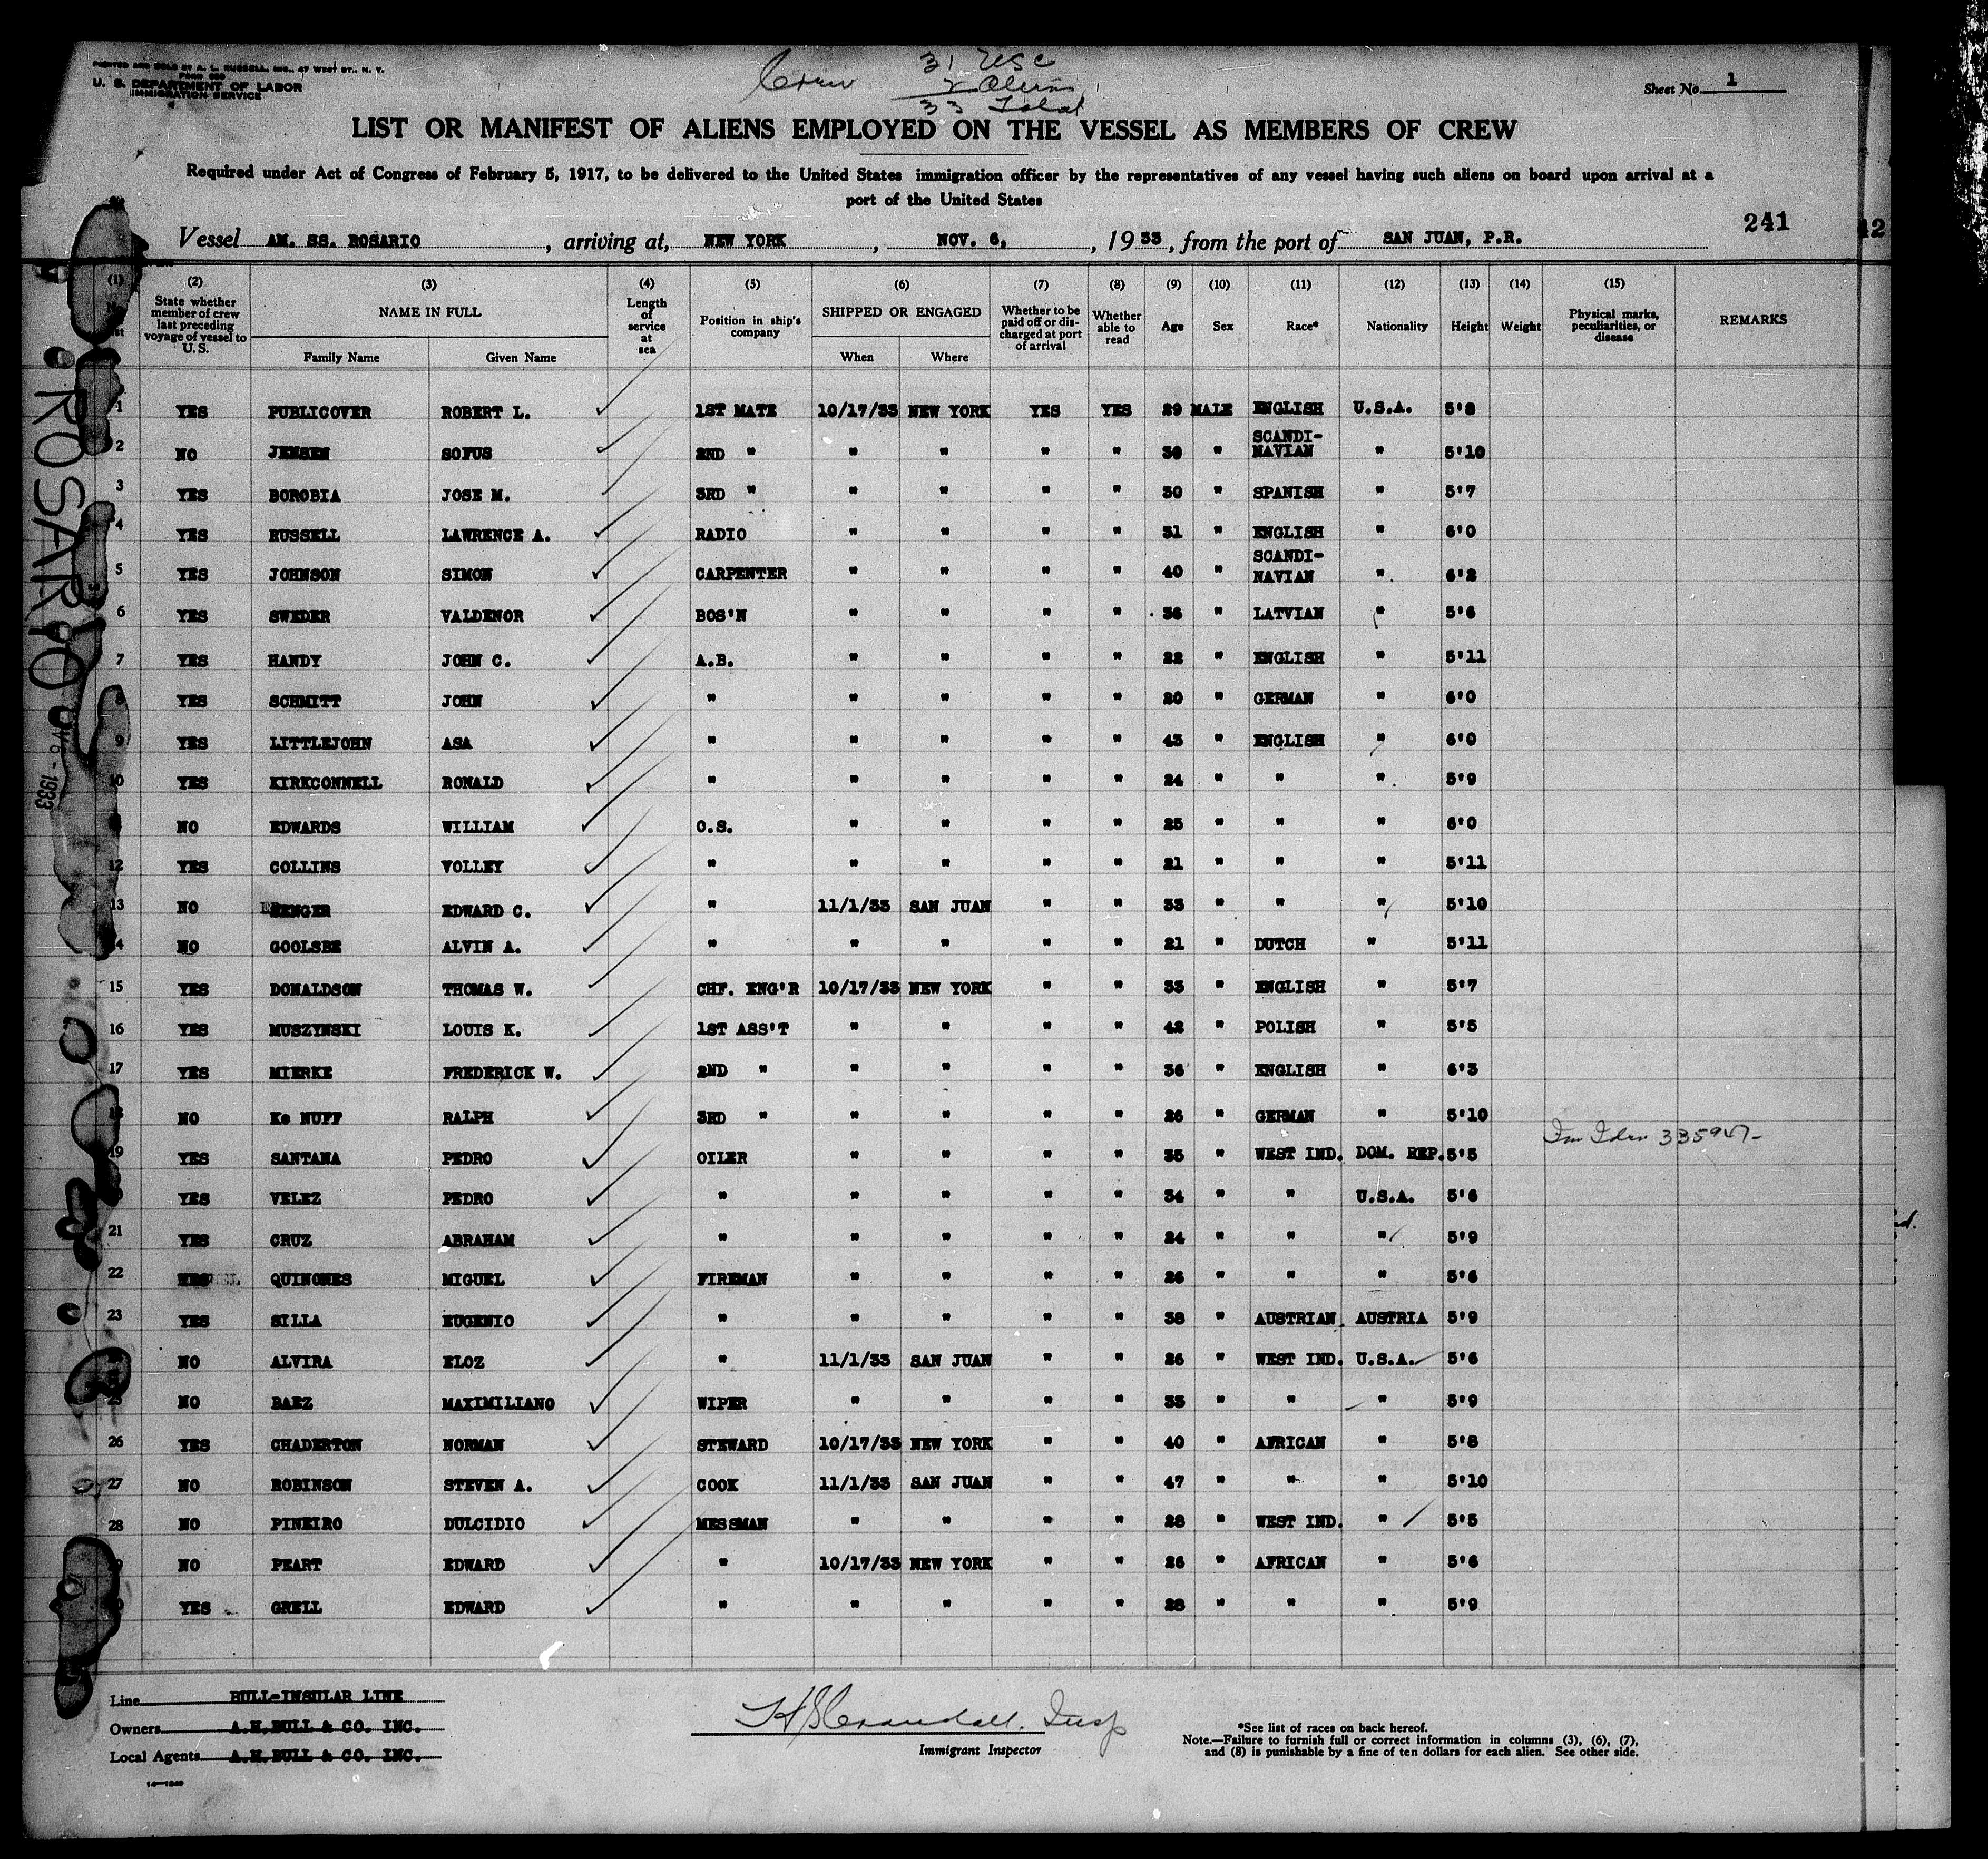 PRINTED AND SOLD BY A. L. RUSSELL, INC., 47 WEST ST., N. Y.
U. S. DEPARTMENT OF LABOR
IMMIGRATION SERVICE
Crew 31 USC
2 Aliens
33 Total
Sheet No. 1
LIST OR MANIFEST OF ALIENS EMPLOYED ON THE VESSEL AS MEMBERS OF CREW
Required under Act of Congress of February 5, 1917, to be delivered to the United States immigration officer by the representatives of any vessel having such aliens on board upon arrival at a
port of the United States
Vessel AM. SS. ROSARIO, arriving at, NEW YORK, NOV. 6, 1933, from the port of SAN JUAN, P.R.
241
12
(1) (2) (3) (4) (5) (6) (7) (8) (9) (10) (11) (12) (13) (14) (15)
State whether member of crew last preceding voyage of vessel to U. S.
NAME IN FULL
Family Name Given Name
Length of service at sea
Position in ship's company
SHIPPED OR ENGAGED
When Where
Whether to be paid off or discharged at port of arrival
Whether able to read
Age Sex Race* Nationality Height Weight
Physical marks, peculiarities, or disease
REMARKS
1 YES PUBLICOVER ROBERT L. 1ST MATE 10/17/33 NEW YORK YES YES 29 MALE ENGLISH U.S.A. 5'8
2 NO JENSEN SOFUS 2ND " " " " " 30 " SCANDI-NAVIAN " 5'10
3 YES BOROBIA JOSE M. 3RD " " " " " 30 " SPANISH " 5'7
4 YES RUSSELL LAWRENCE A. RADIO " " " " 31 " ENGLISH " 6'0
5 YES JOHNSON SIMON CARPENTER " " " " 40 " SCANDI-NAVIAN " 6'2
6 YES SWEDER VALDENOR BOS'N " " " " 36 " LATVIAN " 5'6
7 YES HANDY JOHN C. A.B. " " " " 22 " ENGLISH " 5'11
8 YES SCHMITT JOHN " " " " " 20 " GERMAN " 6'0
9 YES LITTLEJOHN ASA " " " " " 43 " ENGLISH " 6'0
10 YES KIRKCONNELL RONALD " " " " " 24 " " " 5'9
NO EDWARDS WILLIAM O.S. " " " " 25 " " " 6'0
12 YES COLLINS VOLLEY " " " " " 21 " " " 5'11
13 NO EDWARD C. " 11/1/33 SAN JUAN " " 33 " " " 5'10
14 NO GOOLSBE ALVIN A. " " " " " 21 " DUTCH " 5'11
15 YES DONALDSON THOMAS W. CHF. ENG'R 10/17/33 NEW YORK " " 33 " ENGLISH " 5'7
16 YES MUSZYNSKI LOUIS K. 1ST ASS'T " " " " 42 " POLISH " 5'5
17 YES MIERKE FREDERICK W. 2ND " " " " " 36 " ENGLISH " 6'3
18 NO Ke NUFF RALPH 3RD " " " " " 26 " GERMAN " 5'10
19 YES SANTANA PEDRO OILER " " " " 35 " WEST IND. DOM. REP. 5'5 335947
YES VELEZ PEDRO " " " " " 34 " " U.S.A. 5'6
21 YES CRUZ ABRAHAM " " " " " 24 " " " 5'9
22 YES QUINONES MIGUEL FIREMAN " " " " 26 " " " 5'6
23 YES SILLA EUGENIO " " " " " 38 " AUSTRIAN AUSTRIA 5'9
NO ALVIRA ELOZ " 11/1/33 SAN JUAN " " 26 " WEST IND. U.S.A. 5'6
NO BAEZ MAXIMILIANO WIPER " " " " 33 " " " 5'9
26 YES CHADERTON NORMAN STEWARD 10/17/33 NEW YORK " " 40 " AFRICAN " 5'8
27 NO ROBINSON STEVEN A. COOK 11/1/33 SAN JUAN " " 47 " " " 5'10
28 NO PINEIRO DULCIDIO MESSMAN " " " " 28 " WEST IND. " 5'5
NO PEART EDWARD " 10/17/33 NEW YORK " " 26 " AFRICAN " 5'6
YES GRELL EDWARD " " " " " 28 " " " 5'9
ROSARIO
- 1933
Line BULL-INSULAR LINE
Owners A.H. BULL & CO. INC.
Local Agents A.H. BULL & CO. INC.
Immigrant Inspector
*See list of races on back hereof.
Note.—Failure to furnish full or correct information in columns (3), (6), (7),
and (8) is punishable by a fine of ten dollars for each alien. See other side.